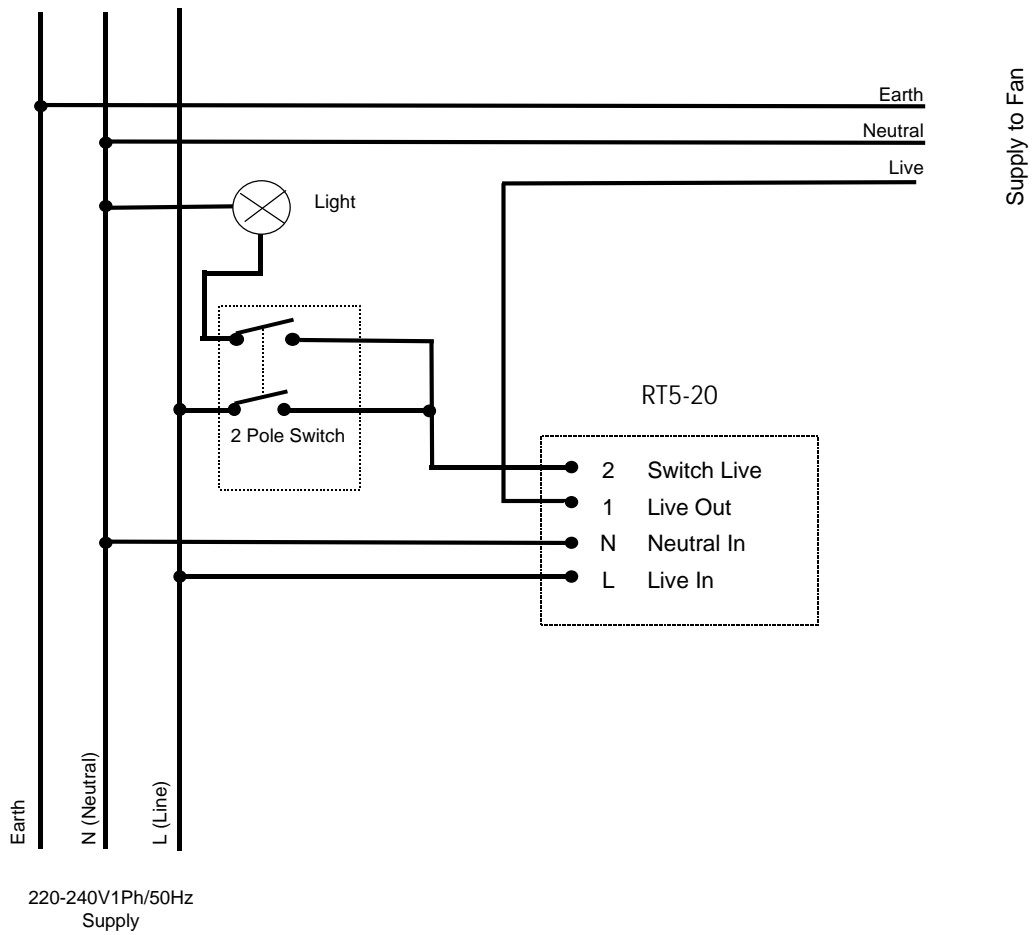 Earth
Supply to Fan
Neutral
Live
Light
RT5-20
2 Pole Switch
2 Switch Live
1 Live Out
N Neutral In
L Live In
Earth
N (Neutral)
L (Line)
220-240V1Ph/50Hz
Supply